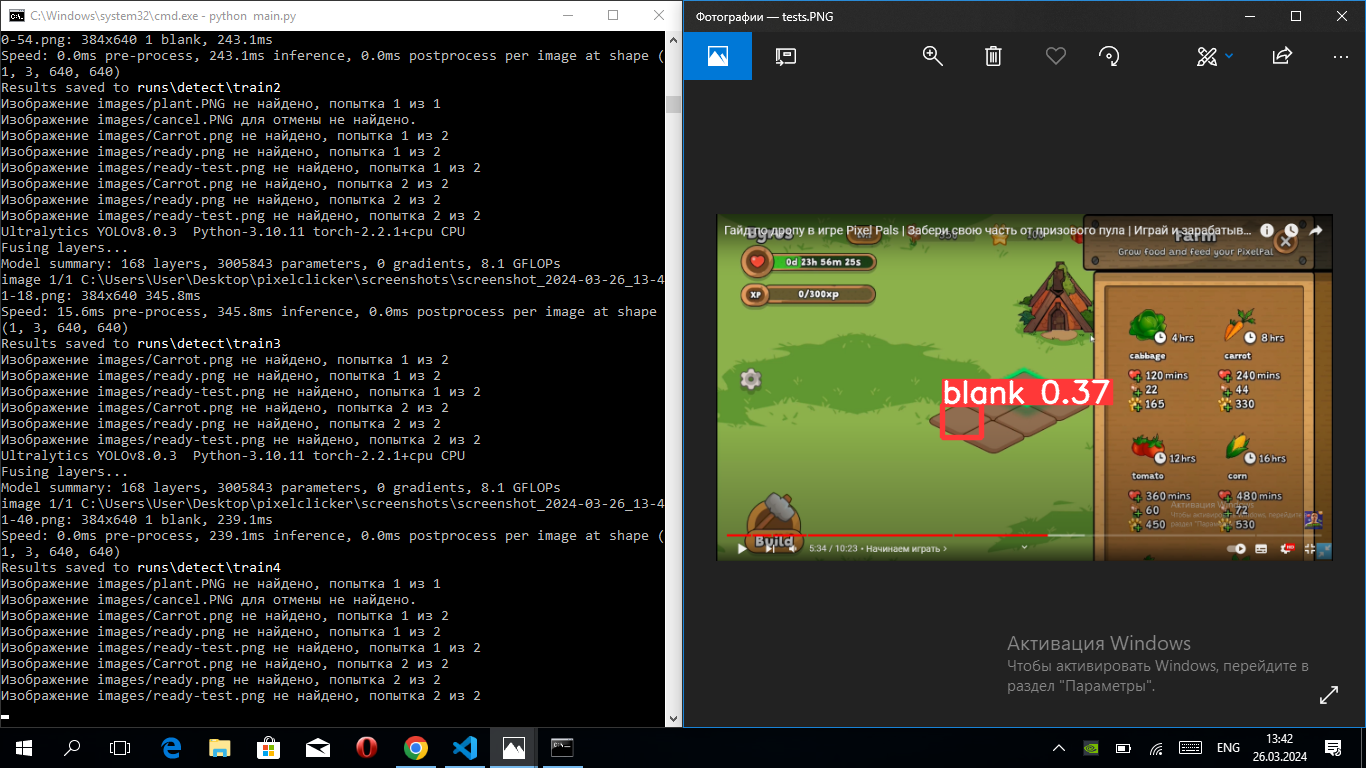 C:\Windows\system32\cmd.exe - python main.py
0-54.png: 384x640 1 blank, 243.1ms
Speed: 0.0ms pre-process, 243.1ms inference, 0.0ms postprocess per image at shape (
1, 3, 640, 640)
Results saved to runs\detect\train2
Изображение images/plant.PNG не найдено, попытка 1 из 1
Изображение images/cancel.PNG для отмены не найдено.
Изображение images/Carrot.png не найдено, попытка 1 из 2
Изображение images/ready.png не найдено, попытка 1 из 2
Изображение images/ready-test.png не найдено, попытка 1 из 2
Изображение images/Carrot.png не найдено, попытка 2 из 2
Изображение images/ready.png не найдено, попытка 2 из 2
Изображение images/ready-test.png не найдено, попытка 2 из 2
Ultralytics YOLOv8.0.3 Python-3.10.11 torch-2.2.1+cpu CPU
Fusing layers...
Model summary: 168 layers, 3005843 parameters, 0 gradients, 8.1 GFLOPs
image 1/1 C:\Users\User\Desktop\pixelclicker\screenshots\screenshot_2024-03-26_13-4
1-18.png: 384x640 345.8ms
Speed: 15.6ms pre-process, 345.8ms inference, 0.0ms postprocess per image at shape
(1, 3, 640, 640)
Results saved to runs\detect\train3
Изображение images/Carrot.png не найдено, попытка 1 из 2
Изображение images/ready.png не найдено, попытка 1 из 2
Изображение images/ready-test.png не найдено, попытка 1 из 2
Изображение images/Carrot.png не найдено, попытка 2 из 2
Изображение images/ready.png не найдено, попытка 2 из 2
Изображение images/ready-test.png не найдено, попытка 2 из 2
Ultralytics YOLOv8.0.3 Python-3.10.11 torch-2.2.1+cpu CPU
Fusing layers...
Model summary: 168 layers, 3005843 parameters, 0 gradients, 8.1 GFLOPs
image 1/1 C:\Users\User\Desktop\pixelclicker\screenshots\screenshot_2024-03-26_13-4
1-40.png: 384x640 1 blank, 239.1ms
Speed: 0.0ms pre-process, 239.1ms inference, 0.0ms postprocess per image at shape (
1, 3, 640, 640)
Results saved to runs\detect\train4
Изображение images/plant.PNG не найдено, попытка 1 из 1
Изображение images/cancel.PNG для отмены не найдено.
Изображение images/Carrot.png не найдено, попытка 1 из 2
Изображение images/ready.png не найдено, попытка 1 из 2
Изображение images/ready-test.png не найдено, попытка 1 из 2
Изображение images/Carrot.png не найдено, попытка 2 из 2
Изображение images/ready.png не найдено, попытка 2 из 2
Изображение images/ready-test.png не найдено, попытка 2 из 2
Фотографии — tests.PNG
Гайд по дропу в игре Pixel Pals | Забери свою часть от призового пула | Играй и зарабатыв...
Farm
Grow food and feed your PixelPal
0d 23h 56m 25s
XP 0/300xp
4hrs
8hrs
cabbage
carrot
120 mins
240 mins
22
44
165
330
blank 0.37
12hrs
16hrs
tomato
corn
360 mins
480 mins
60
72
450
530
Активация Windows
Чтобы активировать Windows, перейдите
раздел "Пара
Build
5:34 / 10:23 • Начинаем играть >
Активация Windows
Чтобы активировать Windows, перейдите в
раздел "Параметры".
ENG
13:42
26.03.2024